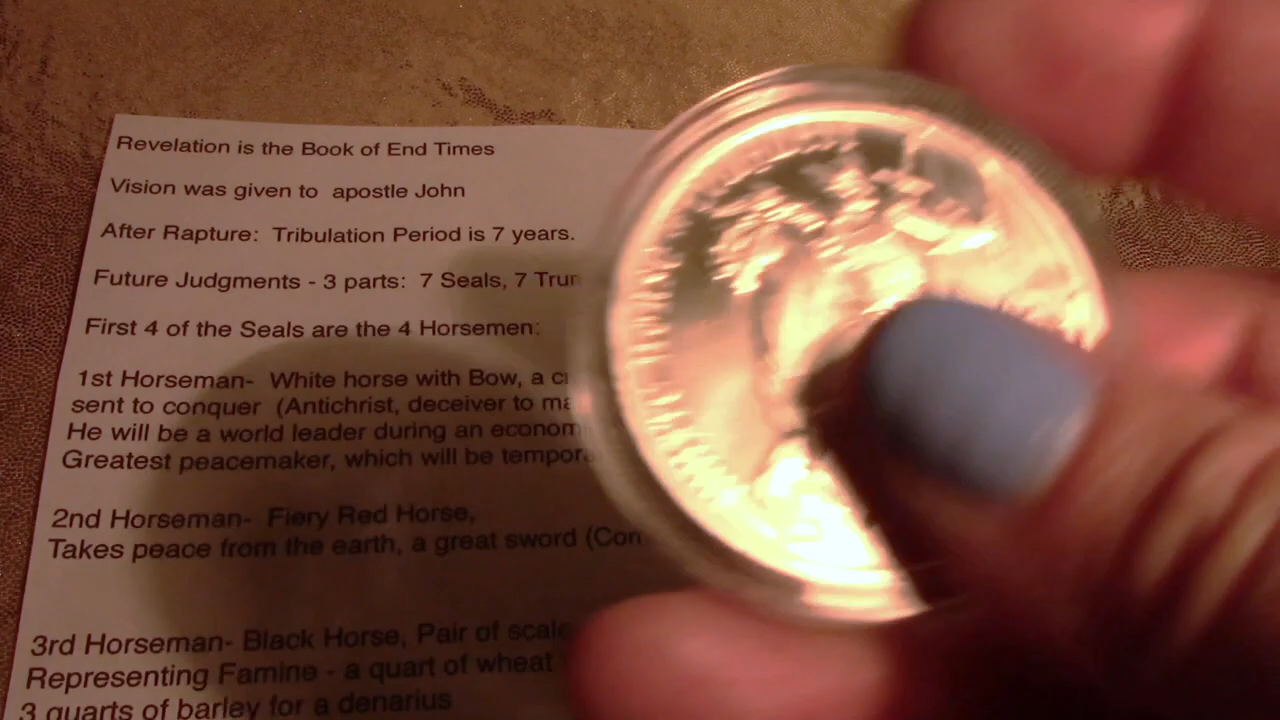 Revelation is the Book of End Times
Vision was given to apostle John
After Rapture: Tribulation Period is 7 years.
Future Judgments - 3 parts: 7 Seals, 7 Trun
First 4 of the Seals are the 4 Horsemen:
1st Horseman- White horse with Bow, a
sent to conquer (Antichrist, deceiver to ma
He will be a world leader during an econom
Greatest peacemaker, which will be tempora
2nd Horseman- Fiery Red Horse,
Takes peace from the earth, a great sword (Con
3rd Horseman- Black Horse, Pair of scale
Representing Famine - a quart of wheat
3 quarts of barley for a denarius